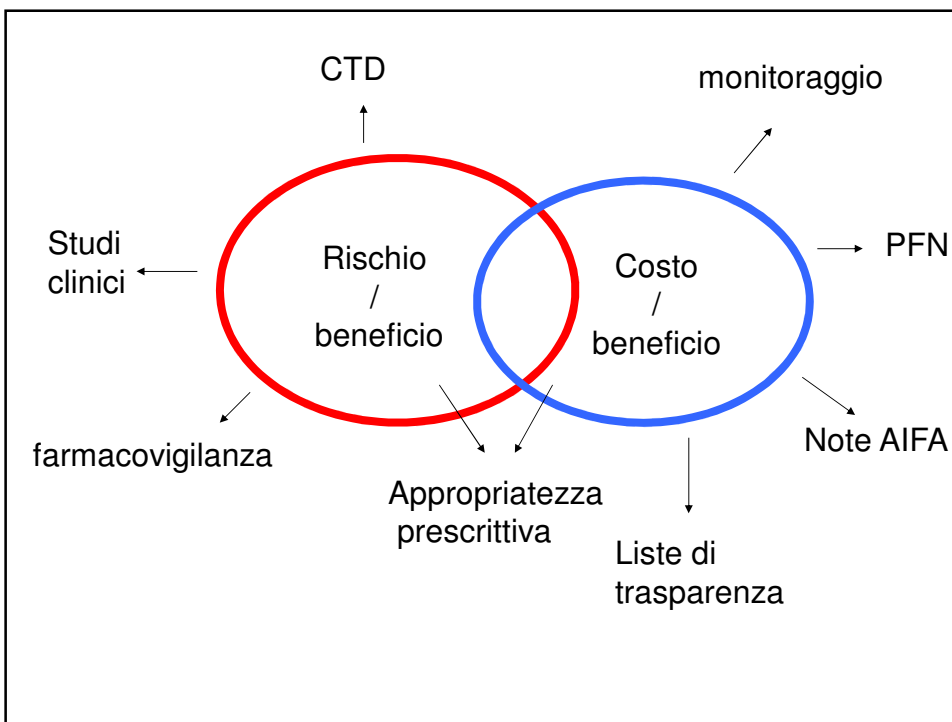 CTD
monitoraggio
Studi
clinici
Rischio
/
beneficio
Costo
/
beneficio
PFN
farmacovigilanza
Note AIFA
Appropriatezza
prescrittiva
Liste di
trasparenza